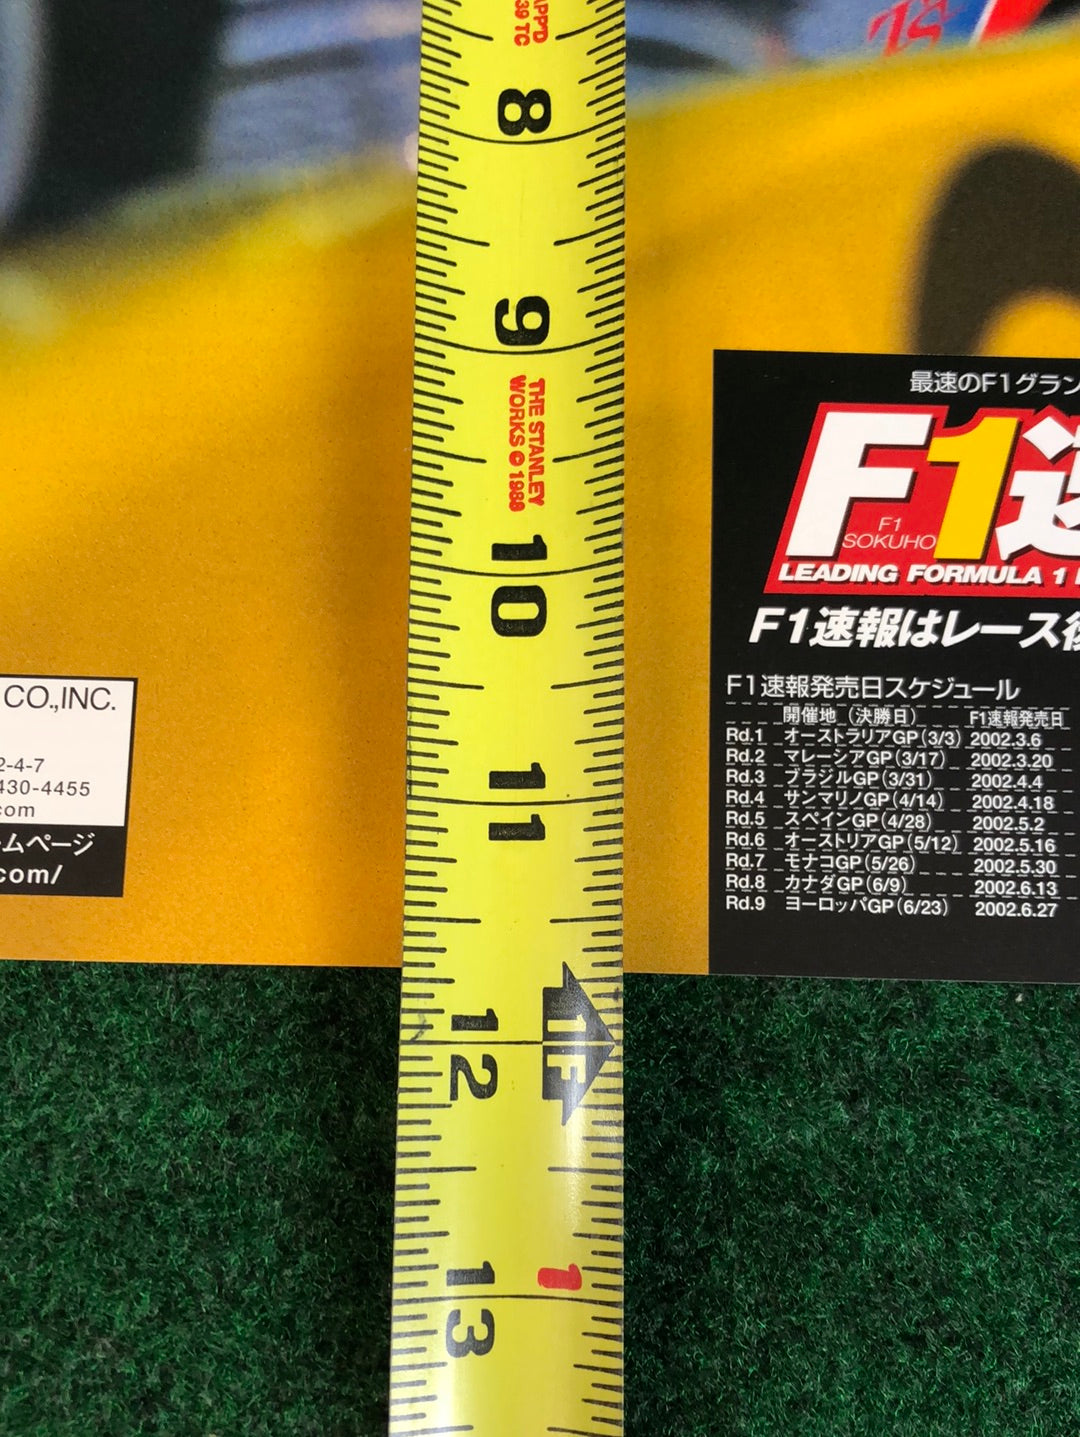 APPD
39 TC
8
9
THE STANLEY
WORKS © 1988
10
11
12
1F
13
1
CO.,INC.
2-4-7
430-4455
com
ームページ
.com/
最速のF1グラン
F1速
F1
SOKUHO
LEADING FORMULA 1
F1速報はレース後
F1速報発売日スケジュール
開催地(決勝日) F1速報発売日
Rd.1 オーストラリアGP(3/3) 2002.3.6
Rd.2 マレーシアGP(3/17) 2002.3.20
Rd.3 ブラジルGP(3/31) 2002.4.4
Rd.4 サンマリノGP(4/14) 2002.4.18
Rd.5 スペインGP(4/28) 2002.5.2
Rd.6 オーストリアGP(5/12) 2002.5.16
Rd.7 モナコGP(5/26) 2002.5.30
Rd.8 カナダGP(6/9) 2002.6.13
Rd.9 ヨーロッパGP(6/23) 2002.6.27